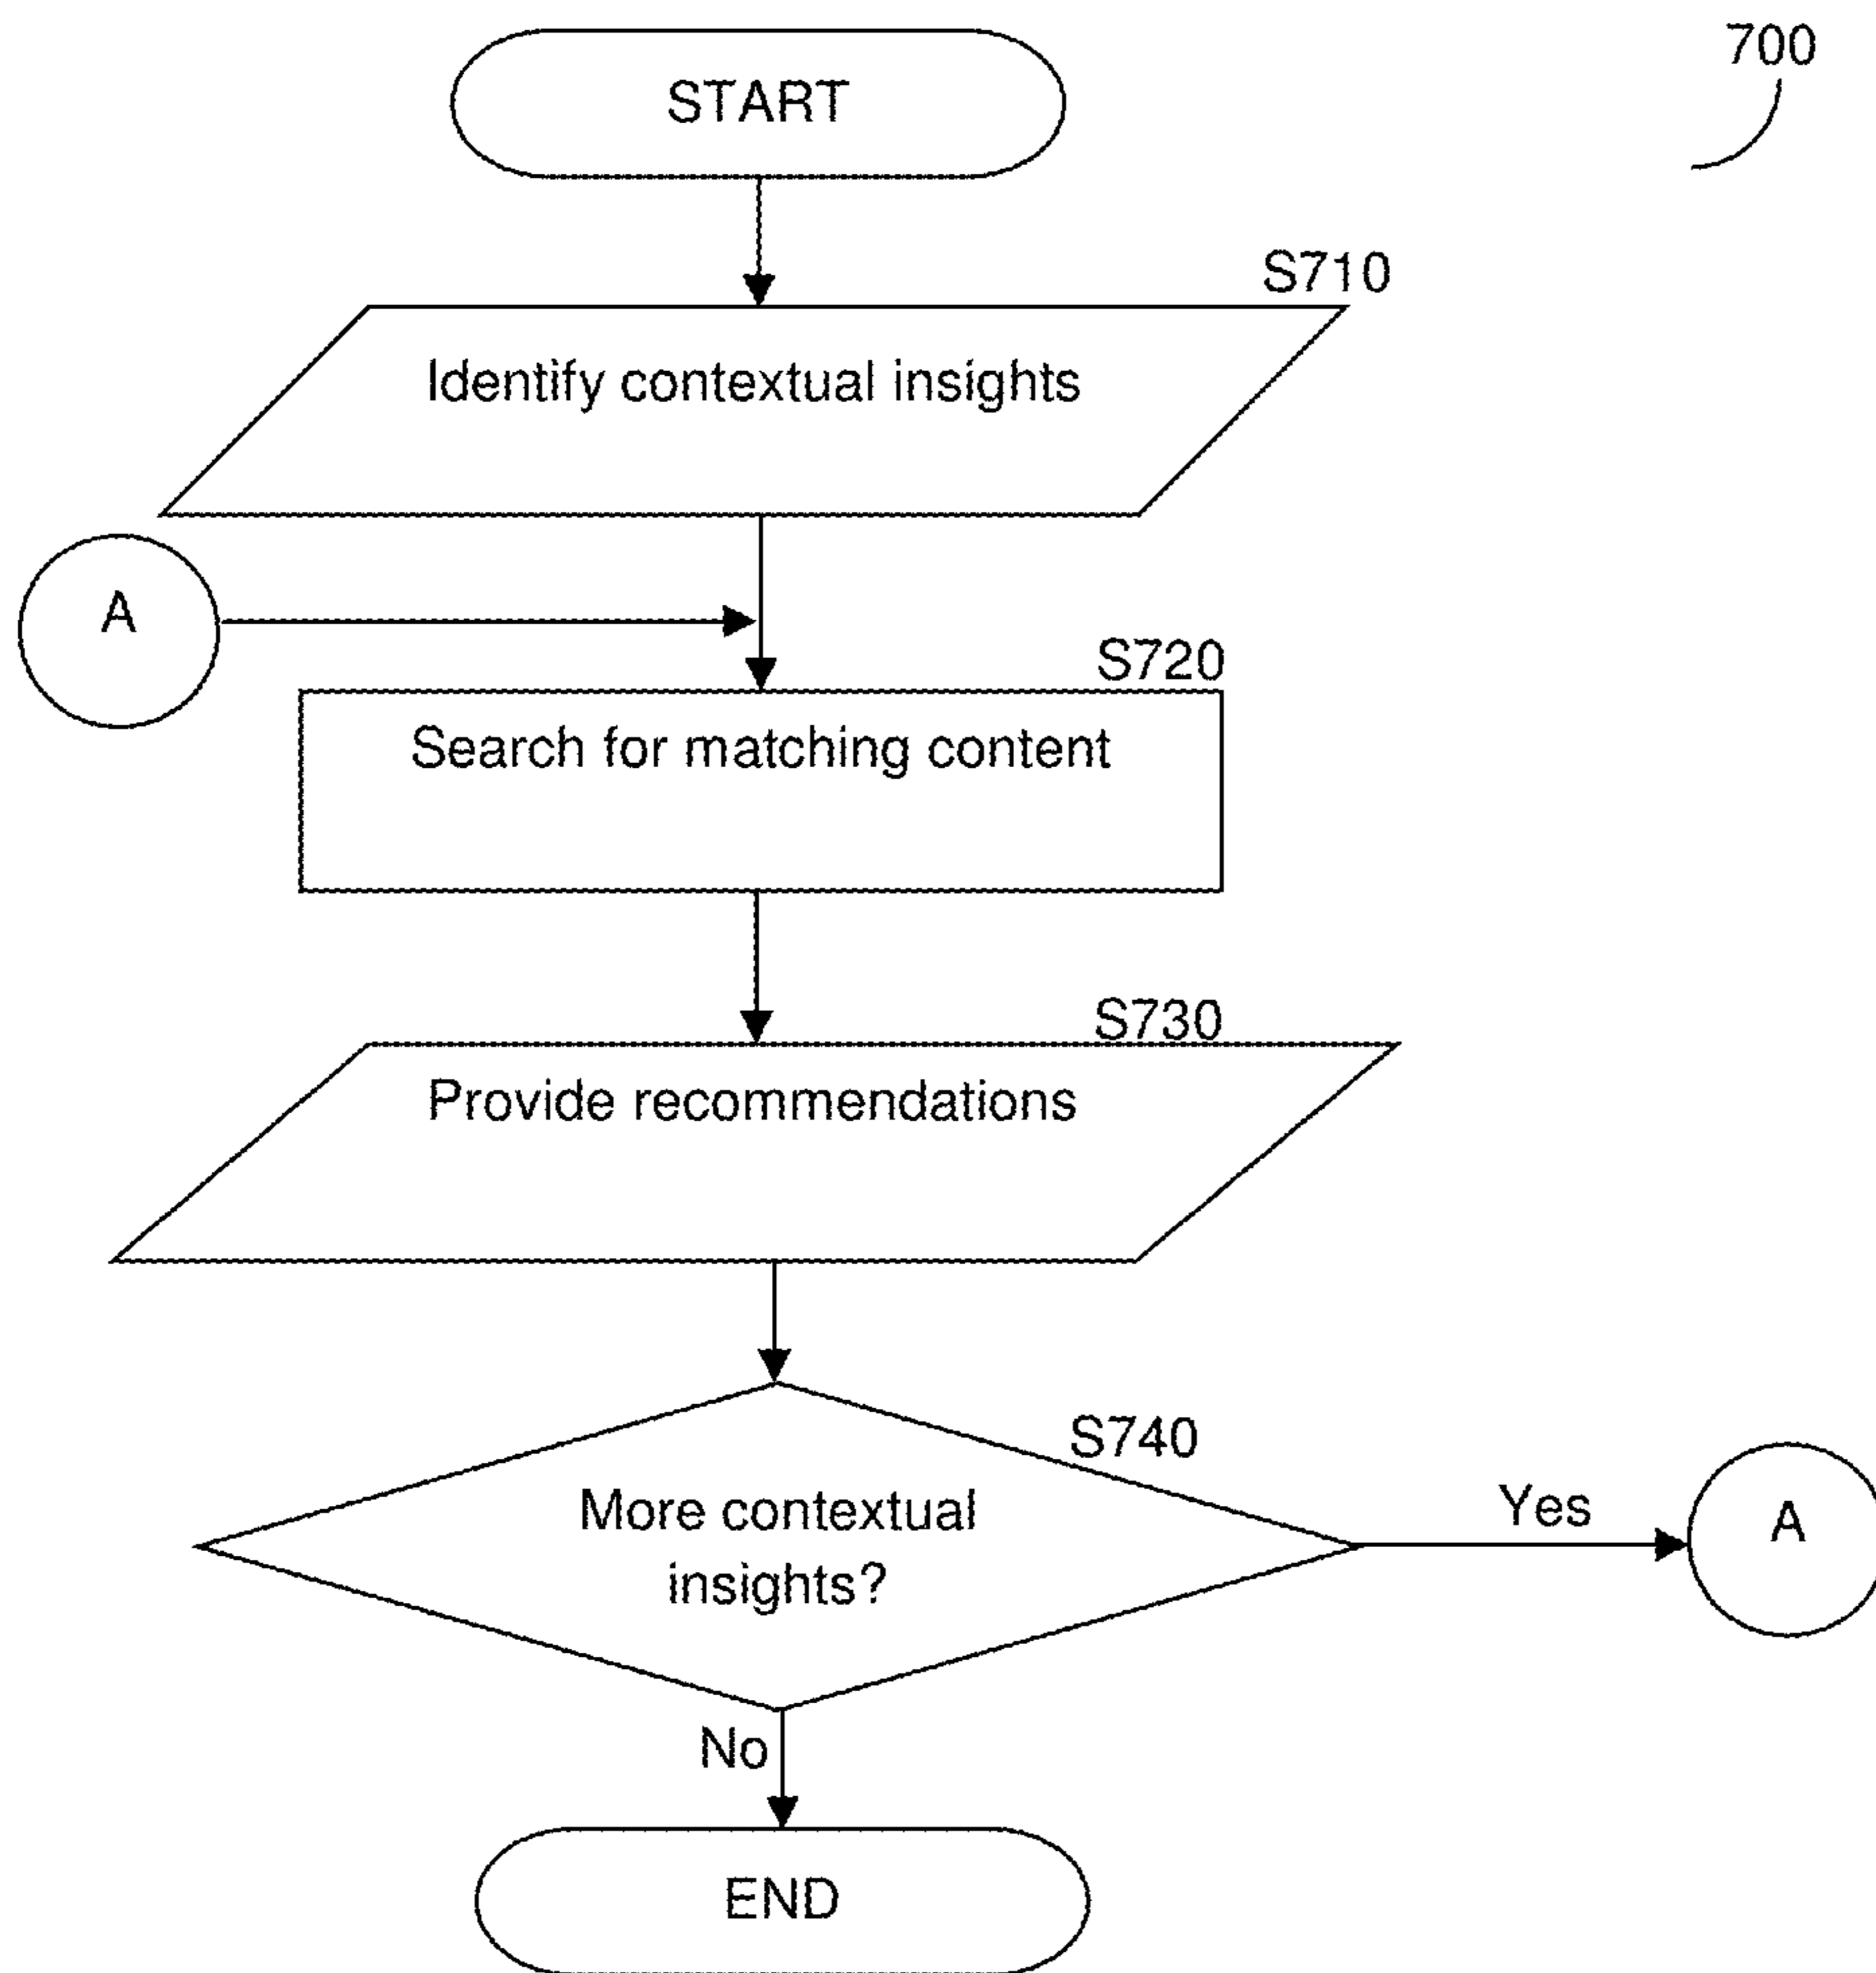 700
START
S710
Identify contextual insights
A
S720
Search for matching content
S730
Provide recommendations
S740
More contextual
insights?
Yes
A
No
END